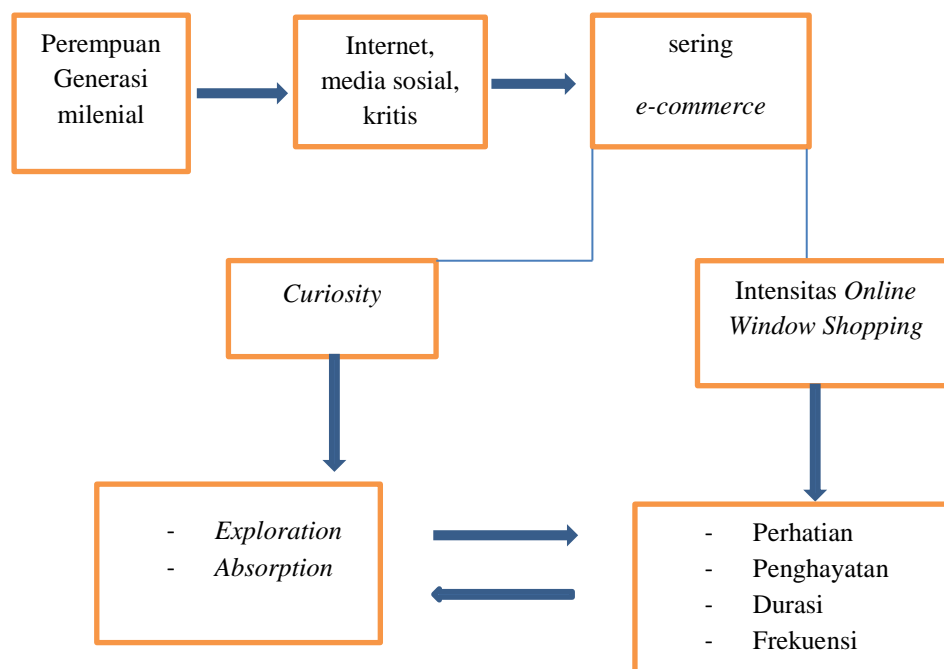 Perempuan
Generasi
milenial
Internet,
media sosial,
kritis
sering
e-commerce
Curiosity
Intensitas Online
Window Shopping
- Exploration
- Absorption
- Perhatian
- Penghayatan
- Durasi
- Frekuensi